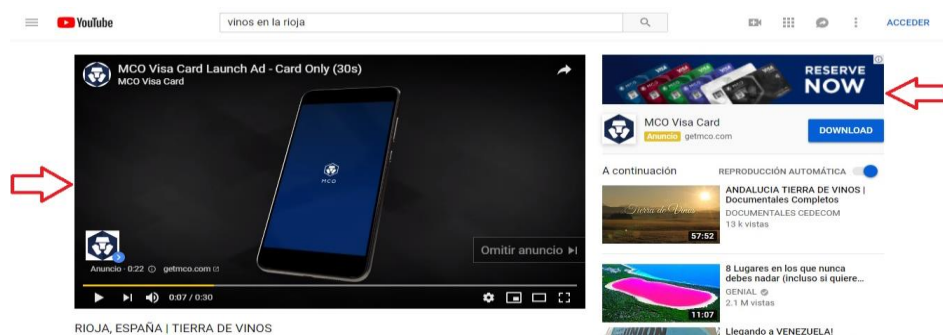 YouTube
vinos en la rioja
ACCEDER
MCO Visa Card Launch Ad - Card Only (30s)
MCO Visa Card
MCO
Omitir anuncio
Anuncio · 0:22 getmco.com
0:07 / 0:30
RIOJA, ESPAÑA | TIERRA DE VINOS
RESERVE
NOW
MCO Visa Card
Anuncio getmco.com
DOWNLOAD
A continuación REPRODUCCIÓN AUTOMÁTICA
Tierra de Vinos
57:52
ANDALUCIA TIERRA DE VINOS |
Documentales Completos
DOCUMENTALES CEDECOM
13 k vistas
11:07
8 Lugares en los que nunca
debes nadar (incluso si quiere...
GENIAL
2.1 M vistas
Llegando a VENEZUELA!